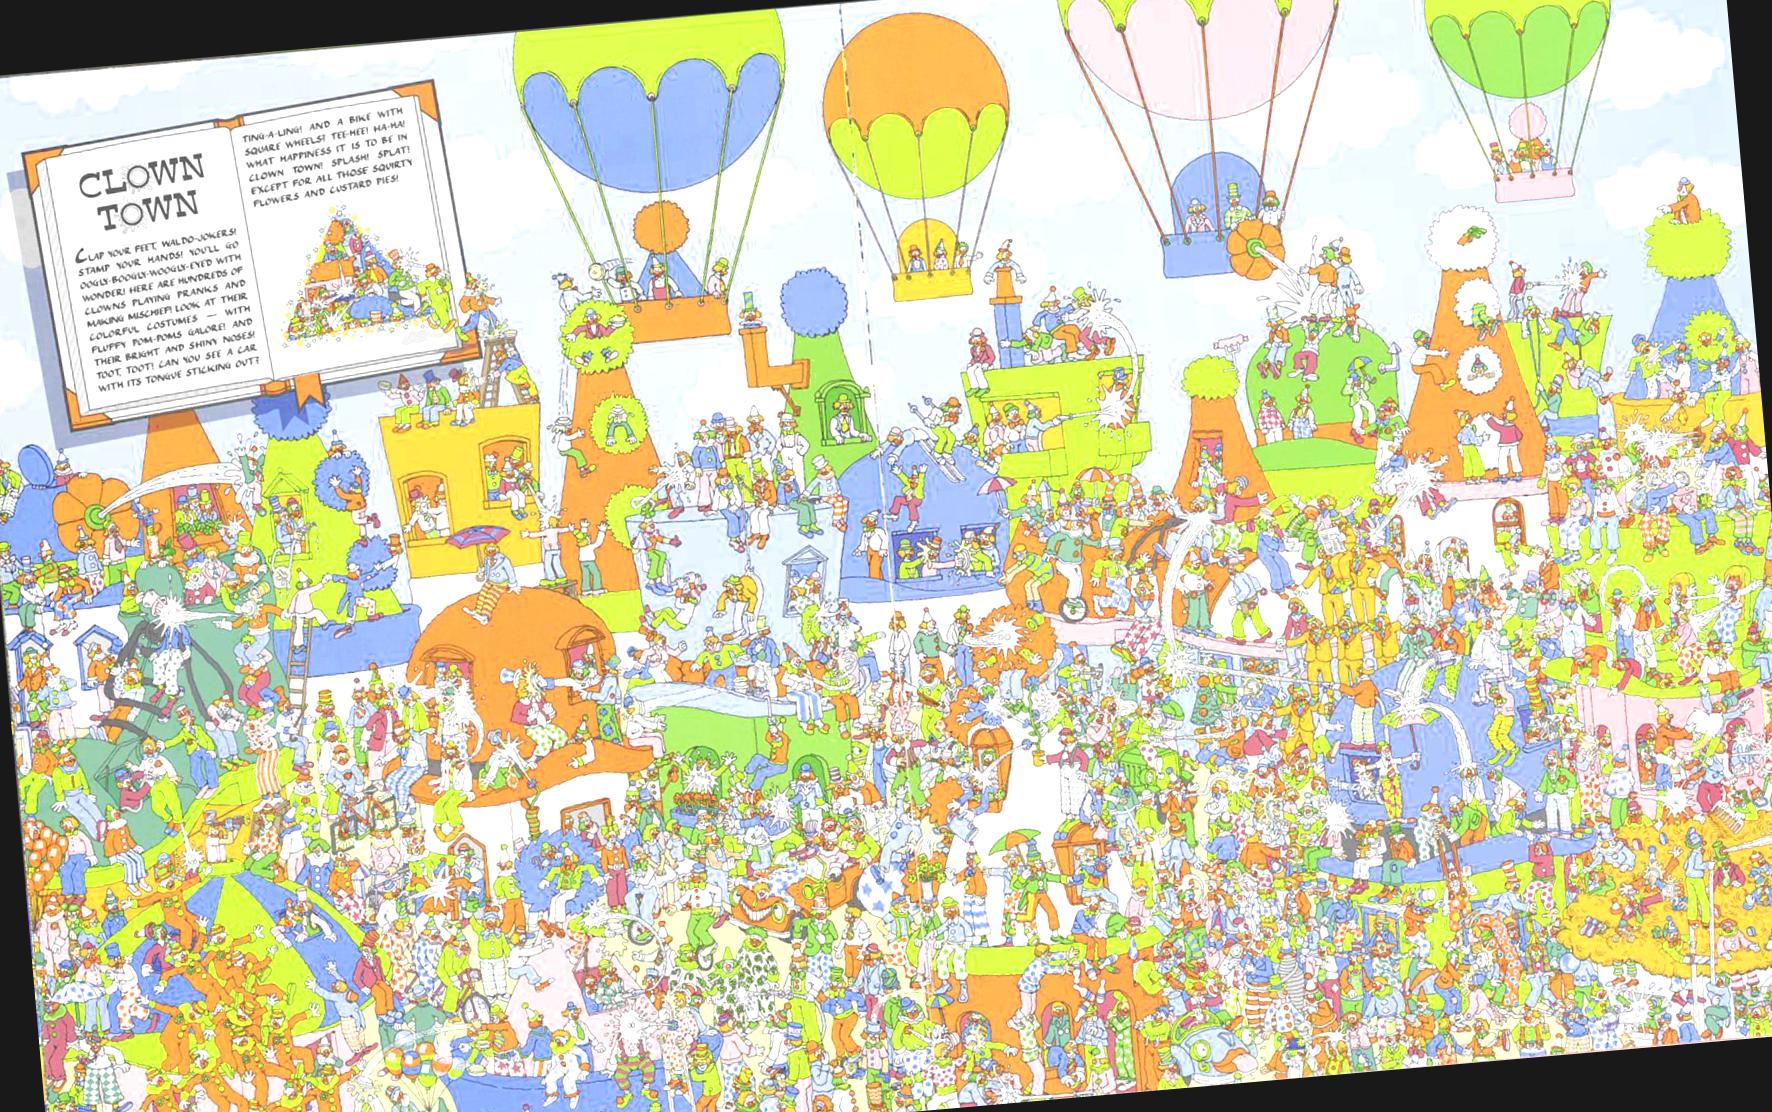 CLOWN
TOWN
CLAP YOUR FEET, WALDO-JOKERS!
STAMP YOUR HANDS! YOU'LL GO
OOGLY-BOOGLY-WOOGLY-EYED WITH
WONDER! HERE ARE HUNDREDS OF
CLOWNS PLAYING PRANKS AND
MAKING MISCHIEF! LOOK AT THEIR
COLORFUL COSTUMES — WITH
FLUFFY POM-POMS GALORE! AND
THEIR BRIGHT AND SHINY NOSES!
TOOT, TOOT! CAN YOU SEE A CAR
WITH ITS TONGUE STICKING OUT?
TING-A-LING! AND A BIKE WITH
SQUARE WHEELS? TEE-HEE! HA-HA!
WHAT HAPPINESS IT IS TO BE IN
CLOWN TOWN! SPLASH! SPLAT!
EXCEPT FOR ALL THOSE SQUIRTY
FLOWERS AND CUSTARD PIES!